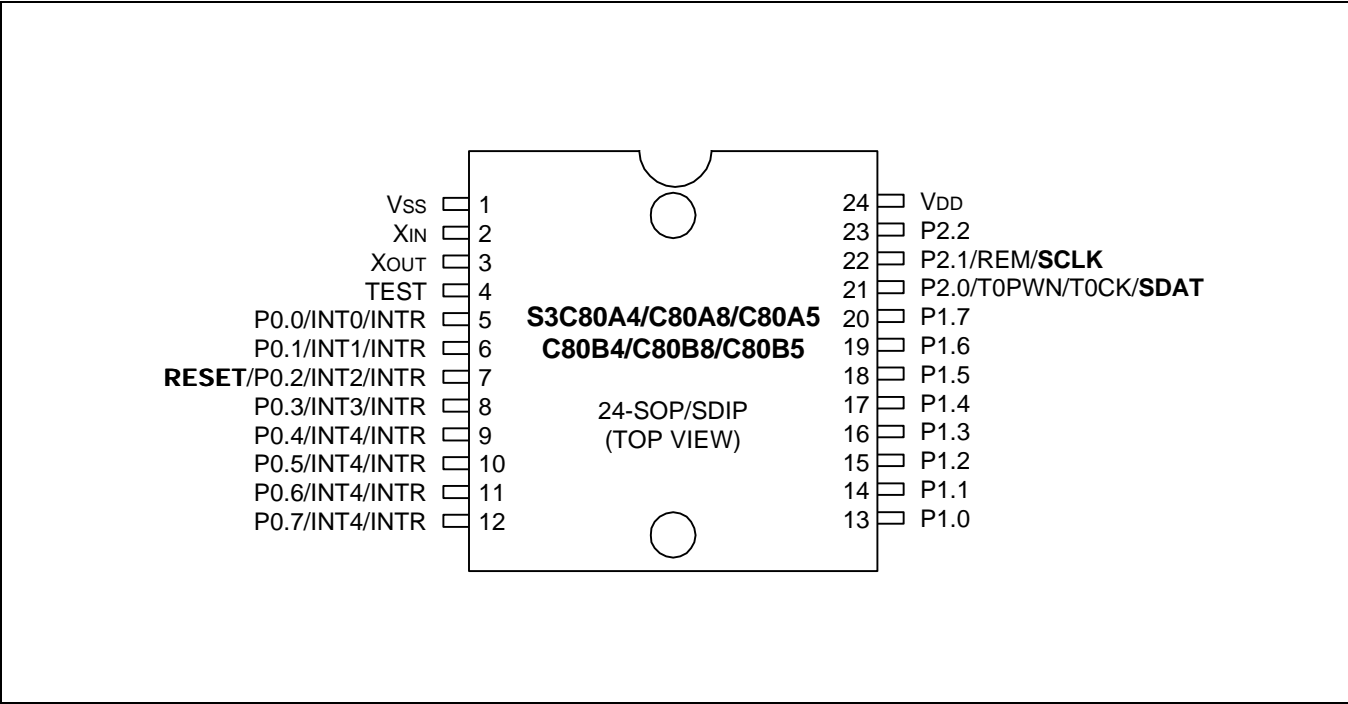 VSS 1
XIN 2
XOUT 3
TEST 4
P0.0/INT0/INTR 5
P0.1/INT1/INTR 6
RESET/P0.2/INT2/INTR 7
P0.3/INT3/INTR 8
P0.4/INT4/INTR 9
P0.5/INT4/INTR 10
P0.6/INT4/INTR 11
P0.7/INT4/INTR 12
S3C80A4/C80A8/C80A5
C80B4/C80B8/C80B5
24-SOP/SDIP
(TOP VIEW)
24 VDD
23 P2.2
22 P2.1/REM/SCLK
21 P2.0/T0PWN/T0CK/SDAT
20 P1.7
19 P1.6
18 P1.5
17 P1.4
16 P1.3
15 P1.2
14 P1.1
13 P1.0